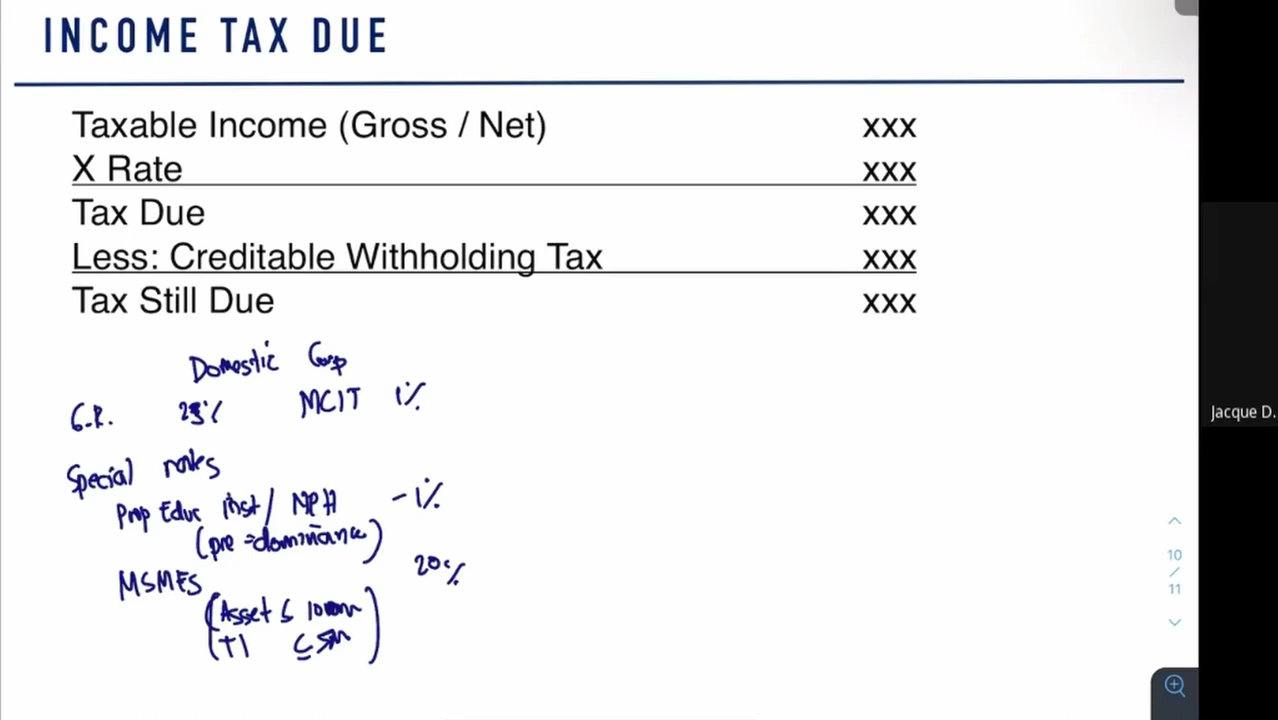 INCOME TAX DUE
Taxable Income (Gross / Net) xxx
X Rate xxx
Tax Due xxx
Less: Creditable Withholding Tax xxx
Tax Still Due xxx
Domestic Corp
G.R. 25% MCIT 1%
Special rates
Prop Educ Inst / NPH - 1%
(pre-dominance)
MSMES 20%
(Asset ≤ 100m
TI ≤ 5m)
10
/
11
Jacque D.